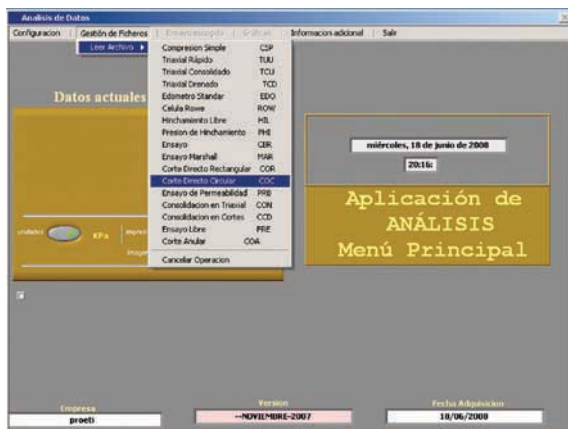 Analisis de Datos
Configuracion | Gestión de Ficheros | Ensayo escogido | Gráficas | Informacion adicional | Salir
Leer Archivo
Compresion Simple CSP
Triaxial Rápido TUU
Triaxial Consolidado TCU
Triaxial Drenado TCD
Edometro Standar EDO
Celula Rowe ROW
Hinchamiento Libre HIL
Presion de Hinchamiento PHI
Ensayo CBR
Ensayo Marshall MAR
Corte Directo Rectangular COR
Corte Directo Circular COC
Ensayo de Permeabilidad PRB
Consolidacion en Triaxial CON
Consolidacion en Cortes CCD
Ensayo Libre FRE
Corte Anular COA
Cancelar Operacion
Datos actuales
unidades KPa
miércoles, 18 de junio de 2008
20:16:
Aplicación de
ANÁLISIS
Menú Principal
Empresa
proeti
Version
--NOVIEMBRE-2007
Fecha Adquisicion
18/06/2008